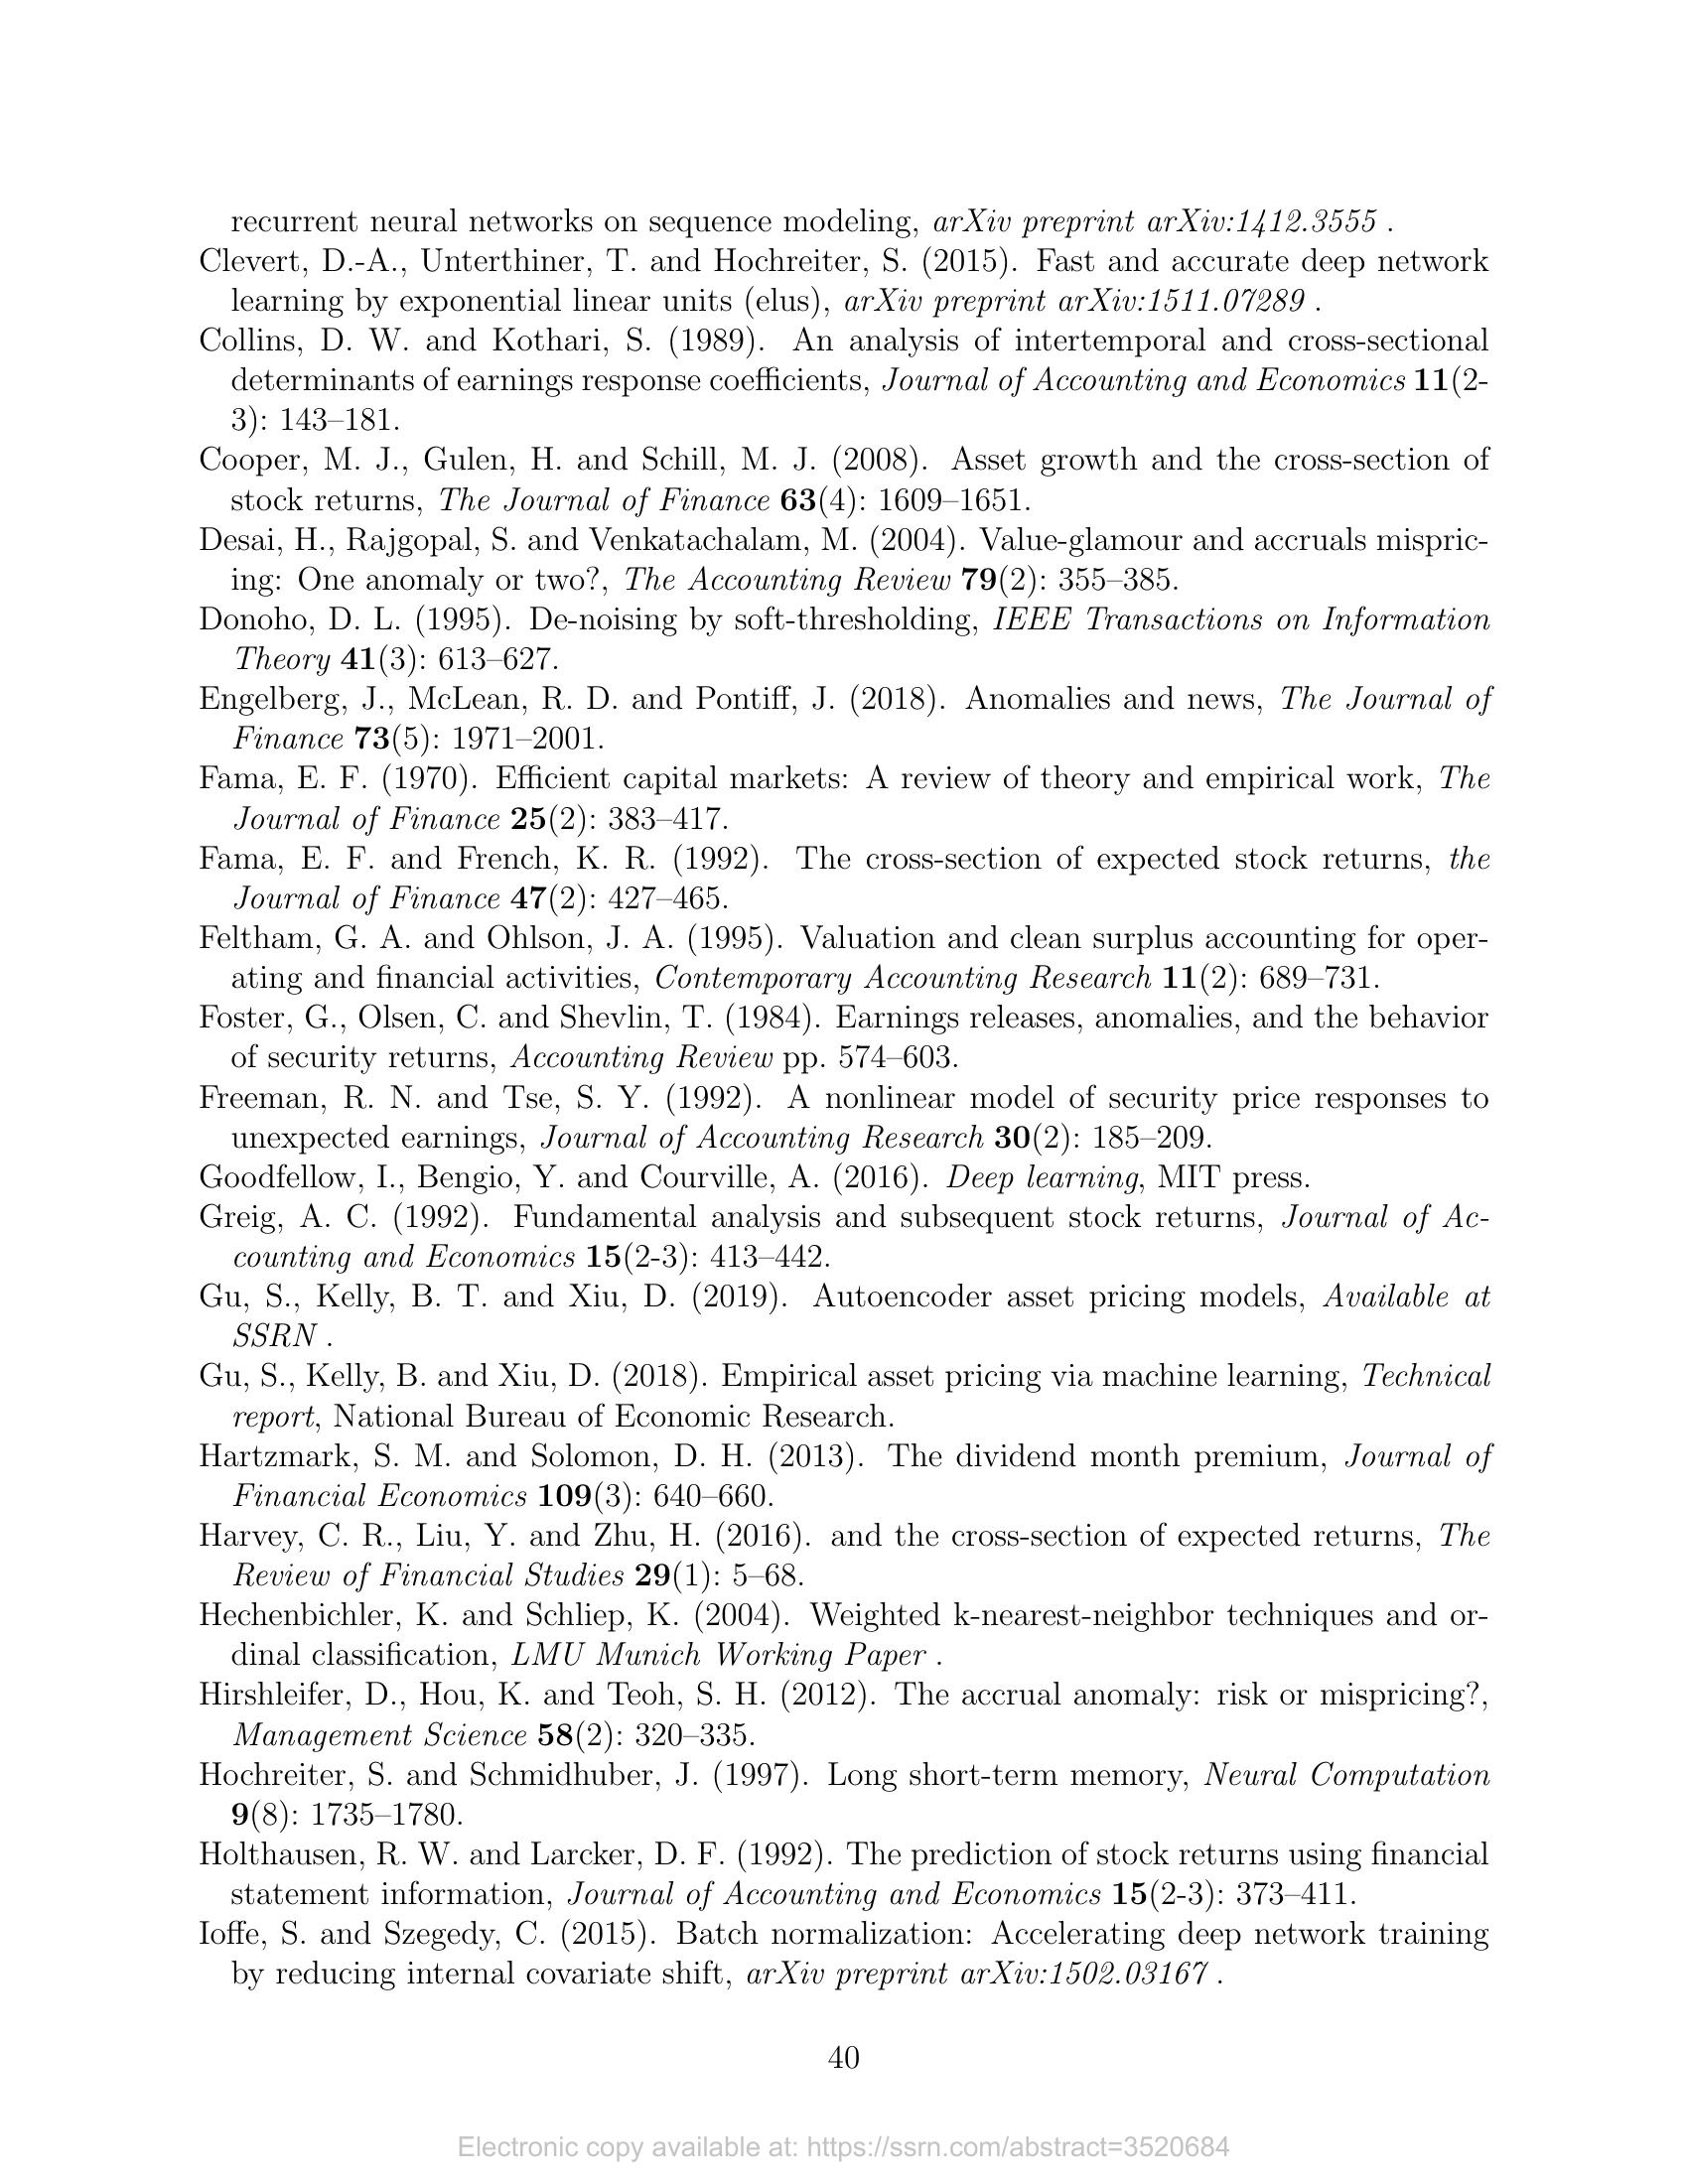 recurrent neural networks on sequence modeling, arXiv preprint arXiv:1412.3555 .
Clevert, D.-A., Unterthiner, T. and Hochreiter, S. (2015). Fast and accurate deep network
learning by exponential linear units (elus), arXiv preprint arXiv:1511.07289 .
Collins, D. W. and Kothari, S. (1989). An analysis of intertemporal and cross-sectional
determinants of earnings response coefficients, Journal of Accounting and Economics 11(2-
3): 143–181.
Cooper, M. J., Gulen, H. and Schill, M. J. (2008). Asset growth and the cross-section of
stock returns, The Journal of Finance 63(4): 1609–1651.
Desai, H., Rajgopal, S. and Venkatachalam, M. (2004). Value-glamour and accruals mispric-
ing: One anomaly or two?, The Accounting Review 79(2): 355–385.
Donoho, D. L. (1995). De-noising by soft-thresholding, IEEE Transactions on Information
Theory 41(3): 613–627.
Engelberg, J., McLean, R. D. and Pontiff, J. (2018). Anomalies and news, The Journal of
Finance 73(5): 1971–2001.
Fama, E. F. (1970). Efficient capital markets: A review of theory and empirical work, The
Journal of Finance 25(2): 383–417.
Fama, E. F. and French, K. R. (1992). The cross-section of expected stock returns, the
Journal of Finance 47(2): 427–465.
Feltham, G. A. and Ohlson, J. A. (1995). Valuation and clean surplus accounting for oper-
ating and financial activities, Contemporary Accounting Research 11(2): 689–731.
Foster, G., Olsen, C. and Shevlin, T. (1984). Earnings releases, anomalies, and the behavior
of security returns, Accounting Review pp. 574–603.
Freeman, R. N. and Tse, S. Y. (1992). A nonlinear model of security price responses to
unexpected earnings, Journal of Accounting Research 30(2): 185–209.
Goodfellow, I., Bengio, Y. and Courville, A. (2016). Deep learning, MIT press.
Greig, A. C. (1992). Fundamental analysis and subsequent stock returns, Journal of Ac-
counting and Economics 15(2-3): 413–442.
Gu, S., Kelly, B. T. and Xiu, D. (2019). Autoencoder asset pricing models, Available at
SSRN .
Gu, S., Kelly, B. and Xiu, D. (2018). Empirical asset pricing via machine learning, Technical
report, National Bureau of Economic Research.
Hartzmark, S. M. and Solomon, D. H. (2013). The dividend month premium, Journal of
Financial Economics 109(3): 640–660.
Harvey, C. R., Liu, Y. and Zhu, H. (2016). and the cross-section of expected returns, The
Review of Financial Studies 29(1): 5–68.
Hechenbichler, K. and Schliep, K. (2004). Weighted k-nearest-neighbor techniques and or-
dinal classification, LMU Munich Working Paper .
Hirshleifer, D., Hou, K. and Teoh, S. H. (2012). The accrual anomaly: risk or mispricing?,
Management Science 58(2): 320–335.
Hochreiter, S. and Schmidhuber, J. (1997). Long short-term memory, Neural Computation
9(8): 1735–1780.
Holthausen, R. W. and Larcker, D. F. (1992). The prediction of stock returns using financial
statement information, Journal of Accounting and Economics 15(2-3): 373–411.
Ioffe, S. and Szegedy, C. (2015). Batch normalization: Accelerating deep network training
by reducing internal covariate shift, arXiv preprint arXiv:1502.03167 .
40
Electronic copy available at: https://ssrn.com/abstract=3520684